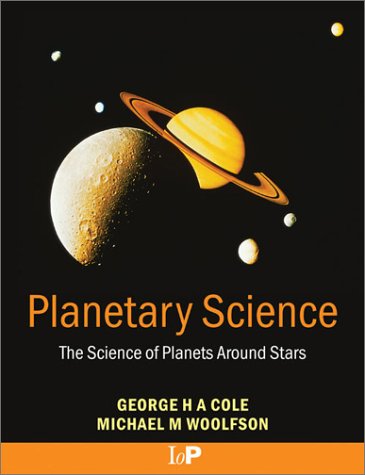 Planetary Science
The Science of Planets Around Stars
GEORGE H A COLE
MICHAEL M WOOLFSON
IoP